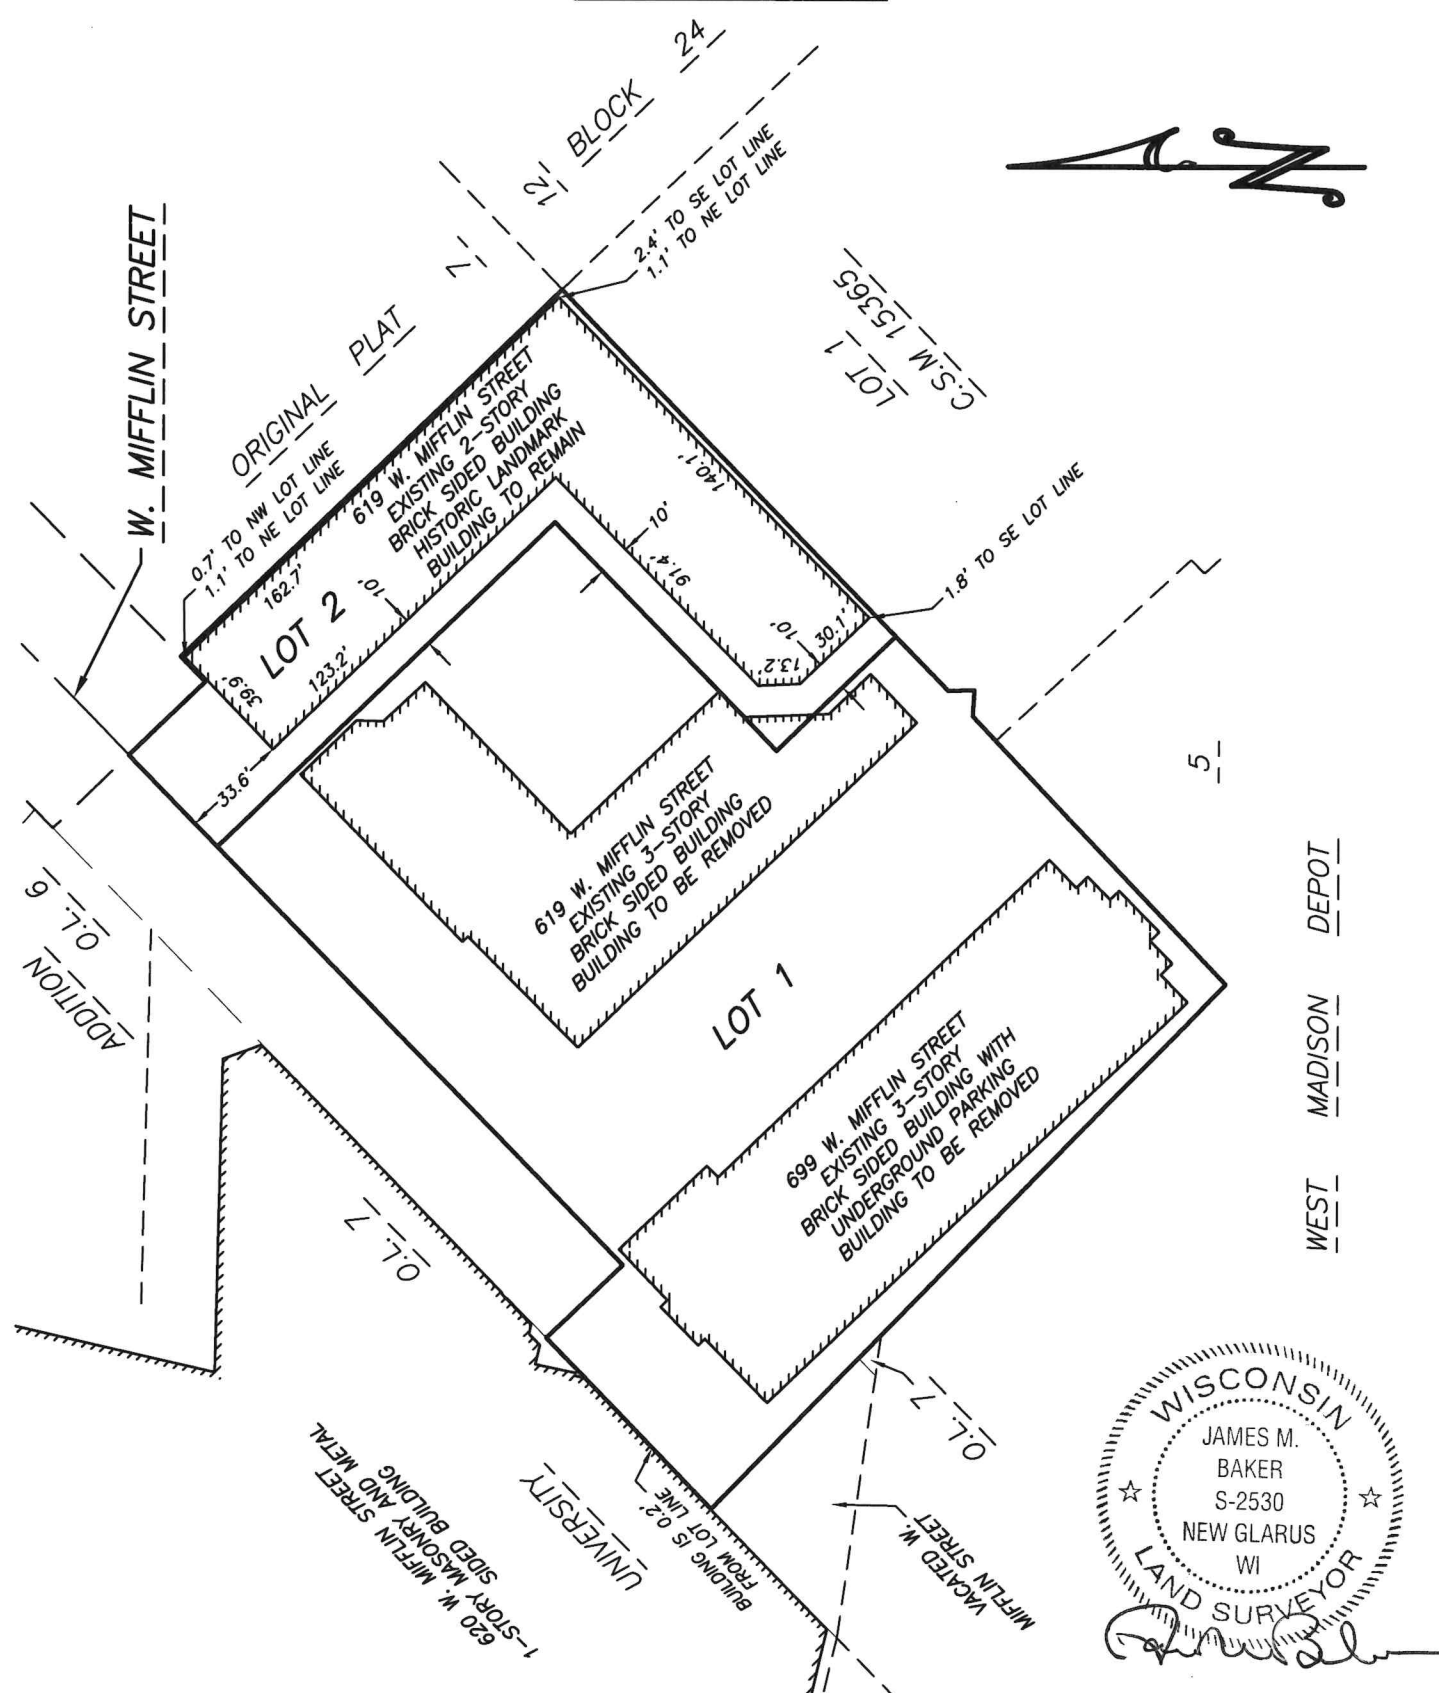 24
BLOCK
12
7
W. MIFFLIN STREET
2.4' TO SE LOT LINE
1.1' TO NE LOT LINE
N
ORIGINAL PLAT
LOT 1
C.S.M 15365
0.7' TO NW LOT LINE
1.1' TO NE LOT LINE
619 W. MIFFLIN STREET
EXISTING 2-STORY
BRICK SIDED BUILDING
HISTORIC LANDMARK
BUILDING TO REMAIN
162.7'
140.1'
LOT 2
10'
10'
91.4'
39.9'
123.2'
10'
13.2'
30.1'
1.8' TO SE LOT LINE
33.6'
619 W. MIFFLIN STREET
EXISTING 3-STORY
BRICK SIDED BUILDING
BUILDING TO BE REMOVED
5
O.L. 6
ADDITION
LOT 1
WEST MADISON DEPOT
699 W. MIFFLIN STREET
EXISTING 3-STORY
BRICK SIDED BUILDING WITH
UNDERGROUND PARKING
BUILDING TO BE REMOVED
O.L. 7
O.L. 7
620 W. MIFFLIN STREET
1-STORY MASONRY AND METAL
SIDED BUILDING
UNIVERSITY
BUILDING IS 0.2'
FROM LOT LINE
VACATED W.
MIFFLIN STREET
WISCONSIN
JAMES M.
BAKER
S-2530
NEW GLARUS
WI
LAND SURVEYOR